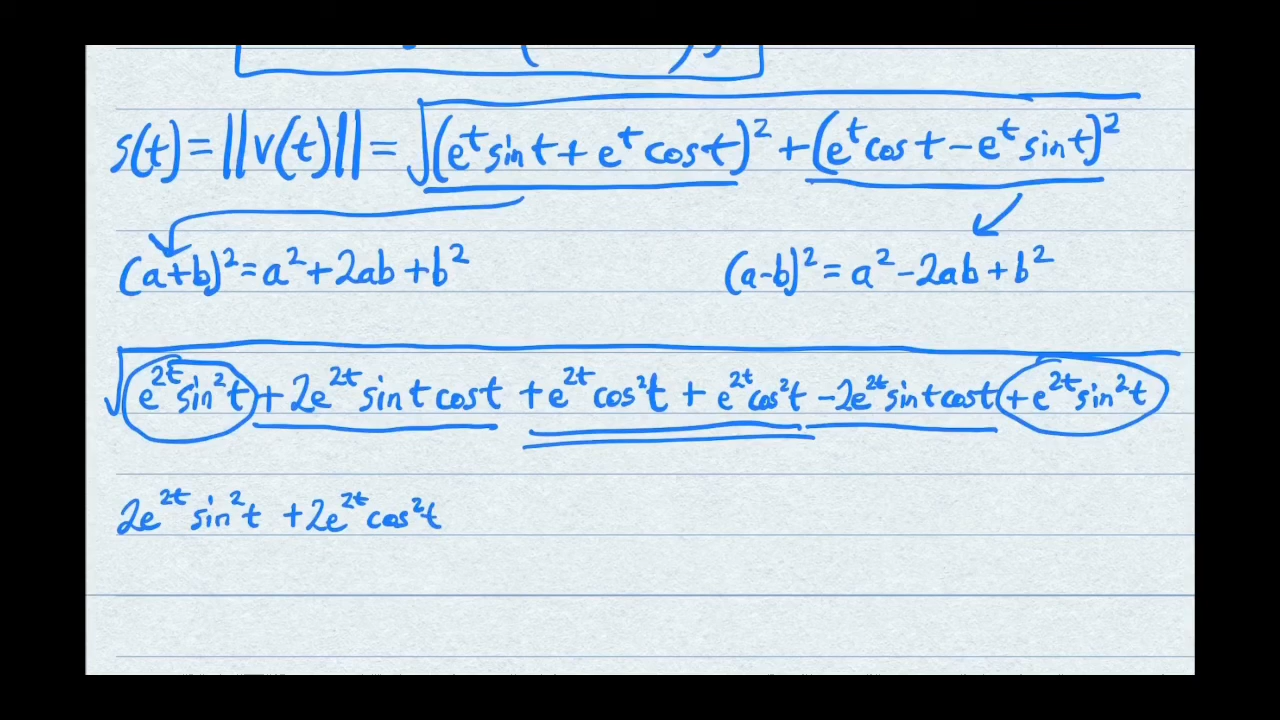 s(t) = ||v(t)|| = √(e^t sin t + e^t cos t)² + (e^t cos t − e^t sin t)²
(a+b)² = a² + 2ab + b² (a-b)² = a² − 2ab + b²
√e^2t sin² t + 2e^2t sin t cos t + e^2t cos² t + e^2t cos² t − 2e^2t sin t cos t + e^2t sin² t
2e^2t sin² t + 2e^2t cos² t